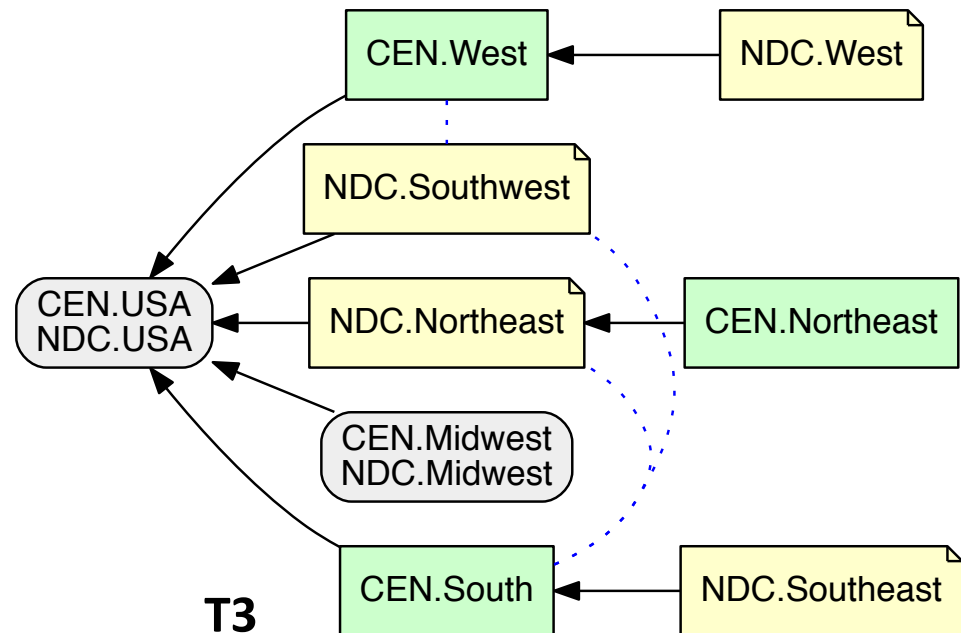 CEN.West
NDC.West
NDC.Southwest
CEN.USA
NDC.USA
NDC.Northeast
CEN.Northeast
CEN.Midwest
NDC.Midwest
CEN.South
NDC.Southeast
T3